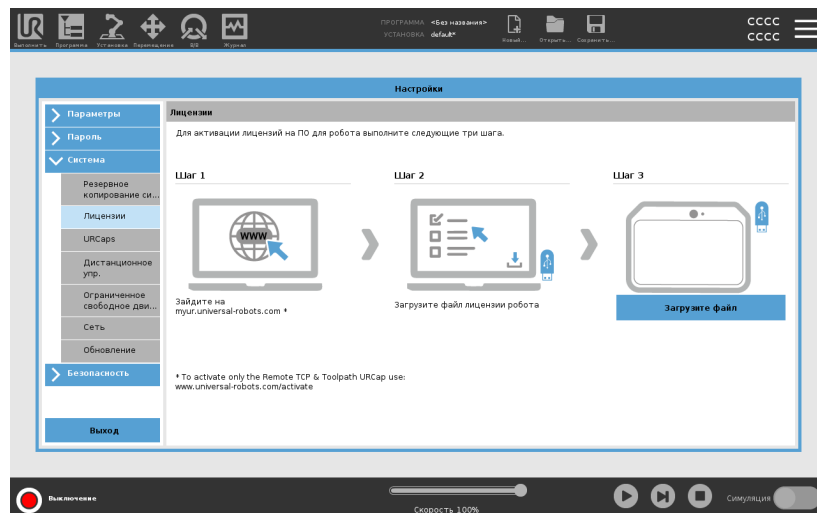 ПРОГРАММА <Без названия>
УСТАНОВКА default*
Выполнить Программа Установка Перемещение В/В Журнал
Новый... Открыть... Сохранить...
CCCC
CCCC
Настройки
Параметры
Пароль
Система
Резервное
копирование си...
Лицензии
URCaps
Дистанционное
упр.
Ограниченное
свободное дви...
Сеть
Обновление
Безопасность
Выход
Лицензии
Для активации лицензий на ПО для робота выполните следующие три шага.
Шаг 1
WWW
Зайдите на
myur.universal-robots.com *
Шаг 2
Загрузите файл лицензии робота
Шаг 3
Загрузите файл
* To activate only the Remote TCP & Toolpath URCap use:
www.universal-robots.com/activate
Выключение
Скорость 100%
Симуляция